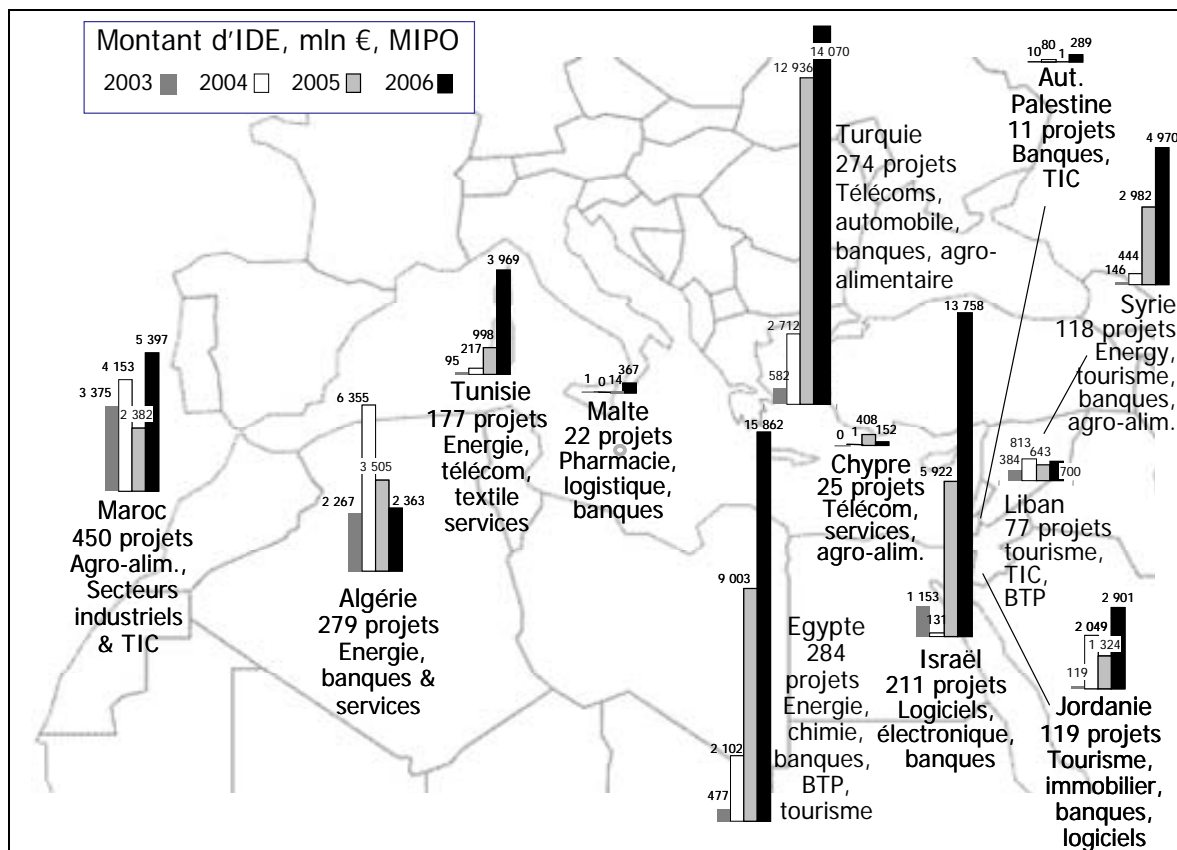 Montant d'IDE, mln €, MIPO
2003 2004 2005 2006
3 375
4 153
2 382
5 397
Maroc
450 projets
Agro-alim.,
Secteurs
industriels
& TIC
2 267
6 355
3 505
2 363
Algérie
279 projets
Energie,
banques &
services
95
217
998
3 969
Tunisie
177 projets
Energie,
télécom,
textile
services
1 0 14 367
Malte
22 projets
Pharmacie,
logistique,
banques
582
2 712
12 936
14 070
Turquie
274 projets
Télécoms,
automobile,
banques, agro-
alimentaire
477
2 102
9 003
15 862
Egypte
284
projets
Energie,
chimie,
banques,
BTP,
tourisme
0 1 408 152
Chypre
25 projets
Télécom,
services,
agro-alim.
1 153
131
5 922
13 758
Israël
211 projets
Logiciels,
électronique,
banques
1080 1 289
Aut.
Palestine
11 projets
Banques,
TIC
146
444
2 982
4 970
Syrie
118 projets
Energy,
tourisme,
banques,
agro-alim.
384
813
643
700
Liban
77 projets
tourisme,
TIC,
BTP
119
2 049
1 324
2 901
Jordanie
119 projets
Tourisme,
immobilier,
banques,
logiciels